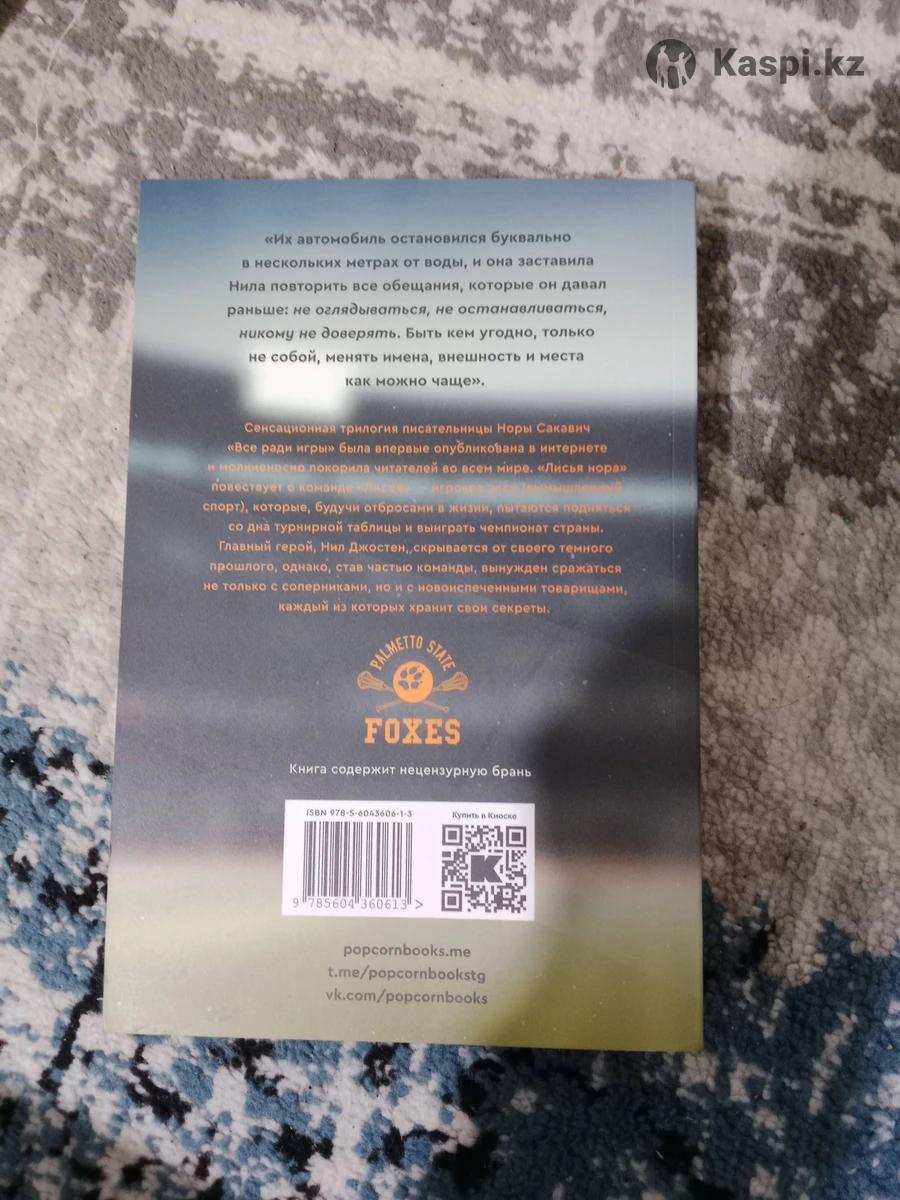 Kaspi.kz
«Их автомобиль остановился буквально
в нескольких метрах от воды, и она заставила
Нила повторить все обещания, которые он давал
раньше: не оглядываться, не останавливаться,
никому не доверять. Быть кем угодно, только
не собой, менять имена, внешность и места
как можно чаще».
Сенсационная трилогия писательницы Норы Сакавич
«Все ради игры» была впервые опубликована в интернете
и молниеносно покорила читателей во всем мире. «Лисья нора»
повествует о команде «Лисов» — игроков экси (вымышленный
спорт), которые, будучи отбросами в жизни, пытаются подняться
со дна турнирной таблицы и выиграть чемпионат страны.
Главный герой, Нил Джостен, скрывается от своего темного
прошлого, однако, став частью команды, вынужден сражаться
не только с соперниками, но и с новоиспеченными товарищами,
каждый из которых хранит свои секреты.
PALMETTO STATE
FOXES
Книга содержит нецензурную брань
ISBN 978-5-6043606-1-3
Купить в Киоске
K
9 785604 360613 >
popcornbooks.me
t.me/popcornbookstg
vk.com/popcornbooks